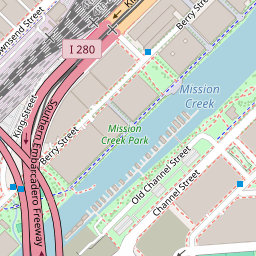 ownsend Street
Berry Street
I 280
King Street
Mission
Creek
Southern Embarcadero Freeway
Berry Street
Mission
Creek Park
Old Channel Street
Channel Street